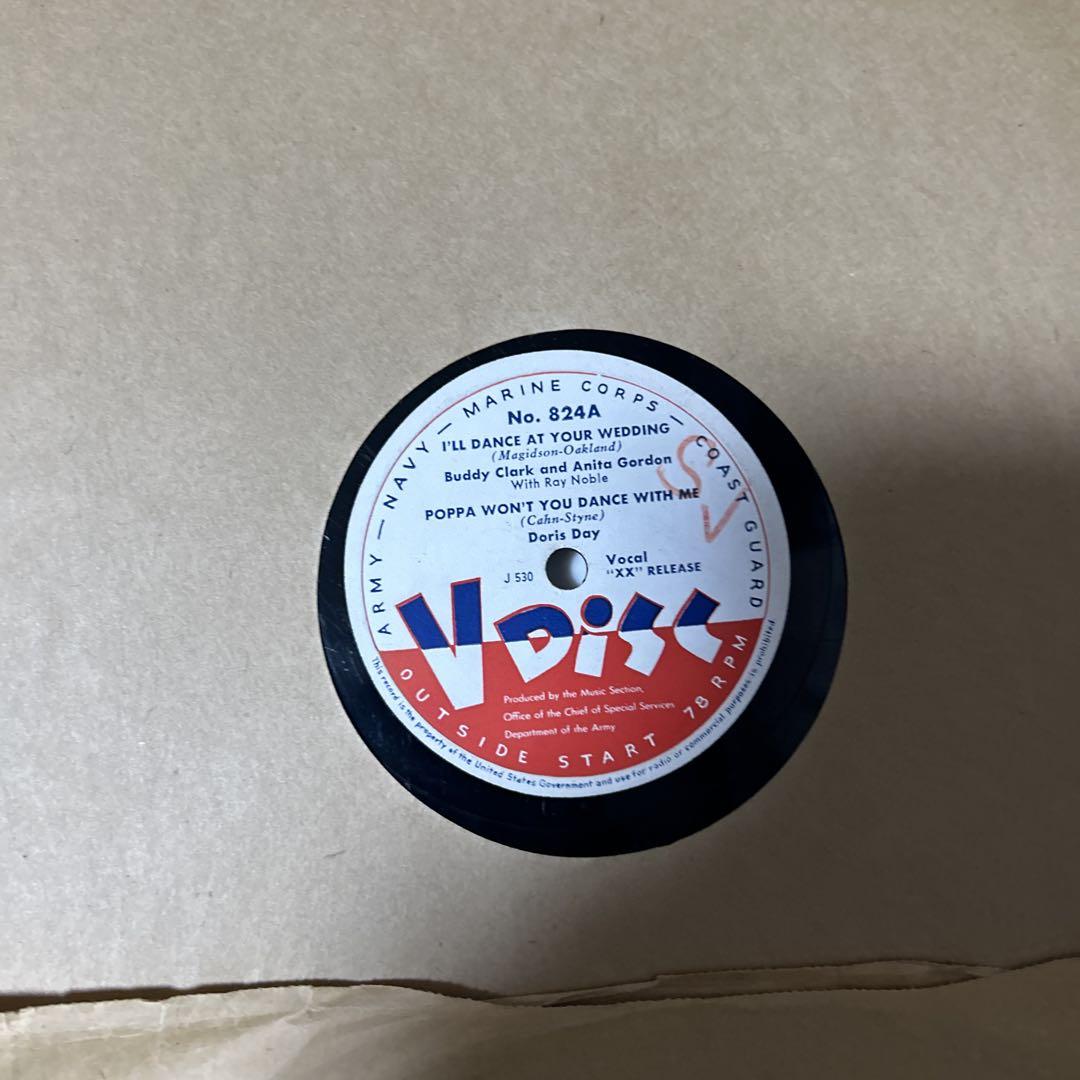 ARMY — NAVY — MARINE CORPS — COAST GUARD
No. 824A
I'LL DANCE AT YOUR WEDDING
(Magidson-Oakland)
Buddy Clark and Anita Gordon
With Ray Noble
POPPA WON'T YOU DANCE WITH ME
(Cahn-Styne)
Doris Day
J 530
Vocal
"XX" RELEASE
V DISC
Produced by the Music Section,
Office of the Chief of Special Services
Department of the Army
OUTSIDE START 78 RPM
This record is the property of the United States Government and use for radio or commercial purposes is prohibited.